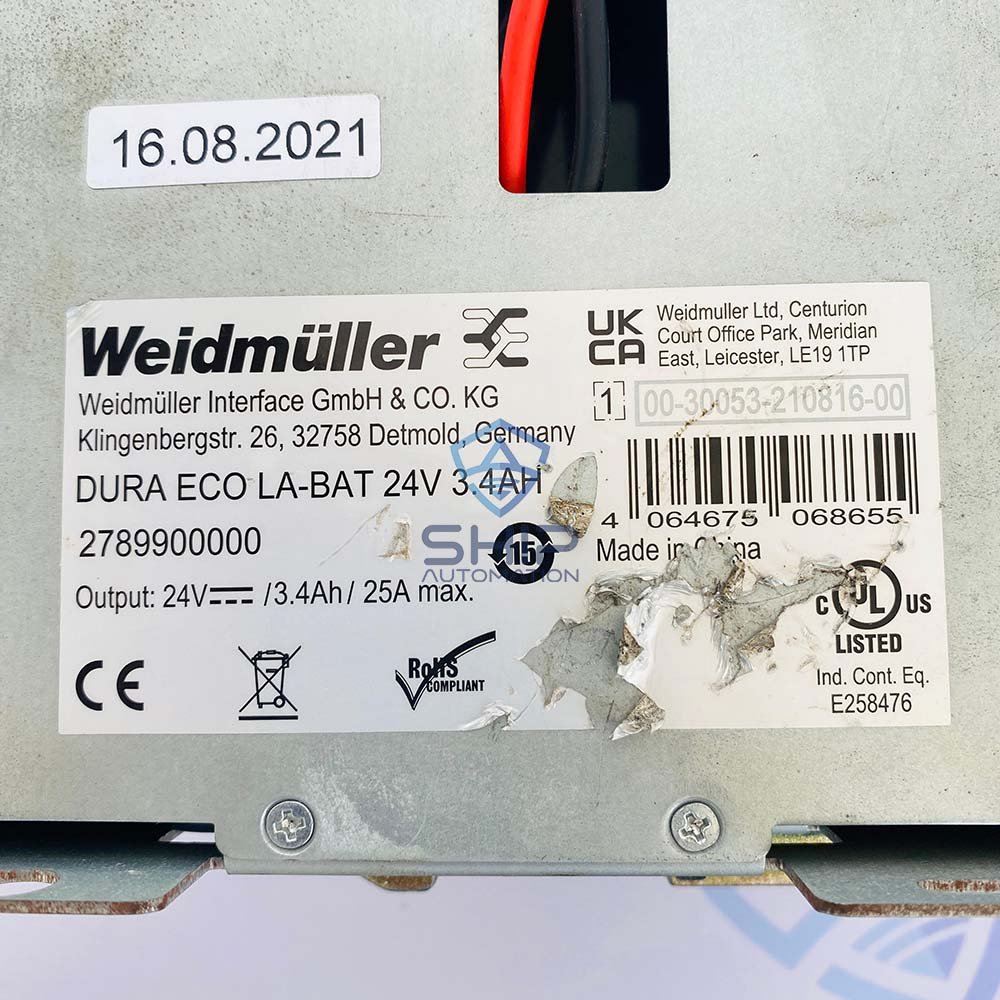 16.08.2021
Weidmüller
Weidmüller Interface GmbH & CO. KG
Klingenbergstr. 26, 32758 Detmold, Germany
DURA ECO LA-BAT 24V 3.4AH
2789900000
Output: 24V⎓ /3.4Ah/ 25A max.
CE
RoHS
COMPLIANT
15
SHIP
AUTOMATION
UK
CA
Weidmuller Ltd, Centurion
Court Office Park, Meridian
East, Leicester, LE19 1TP
1 00-30053-210816-00
4 064675 068655
Made in China
C UL US
LISTED
Ind. Cont. Eq.
E258476